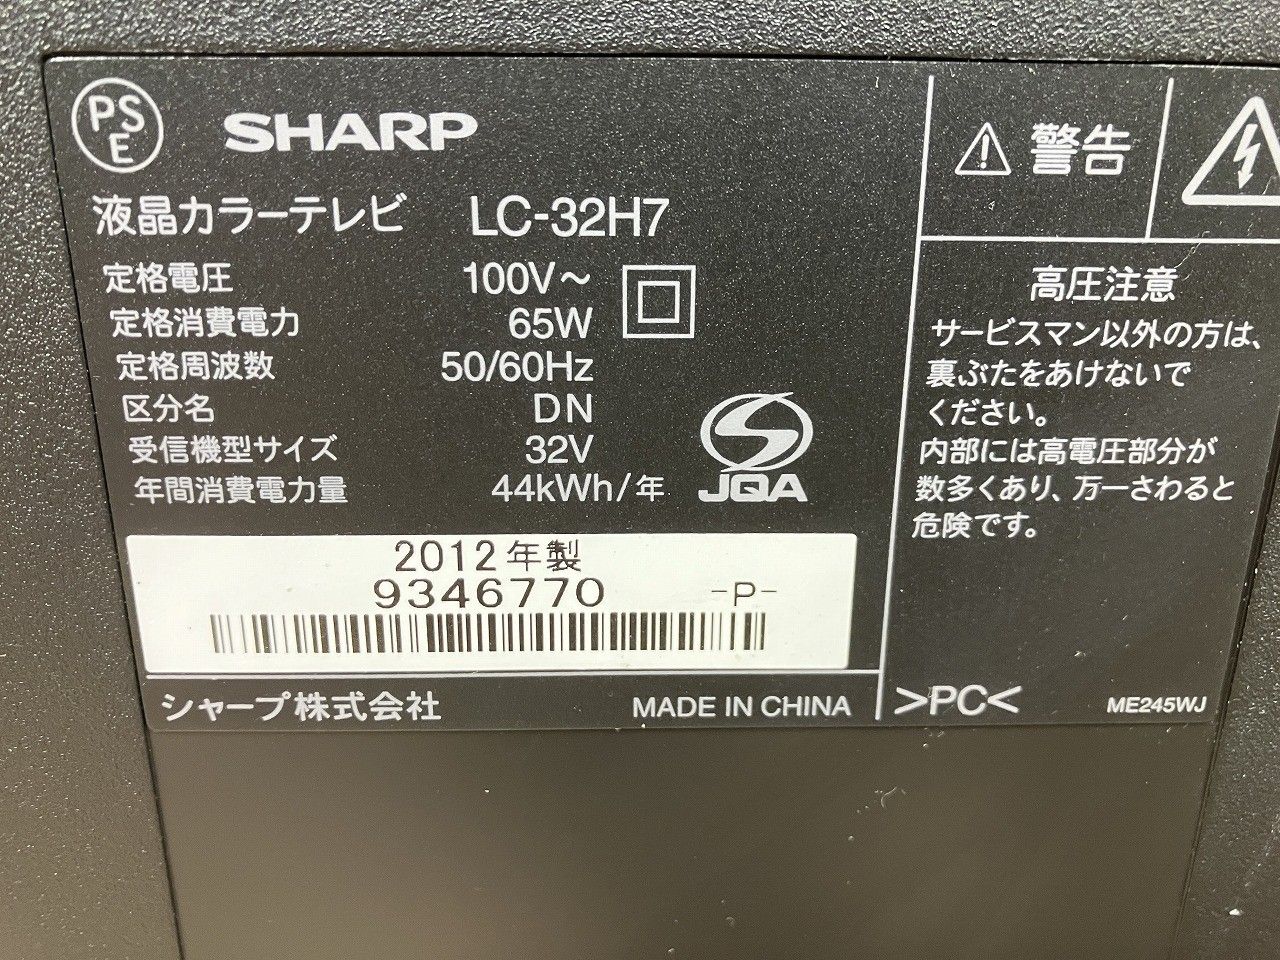 PSE
SHARP
液晶カラーテレビ LC-32H7
定格電圧 100V～
定格消費電力 65W
定格周波数 50/60Hz
区分名 DN
受信機型サイズ 32V
年間消費電力量 44kWh/年
JQA
2012年製
9346770 -P-
シャープ株式会社 MADE IN CHINA
警告
高圧注意
サービスマン以外の方は、
裏ぶたをあけないで
ください。
内部には高電圧部分が
数多くあり、万一さわると
危険です。
>PC< ME245WJ